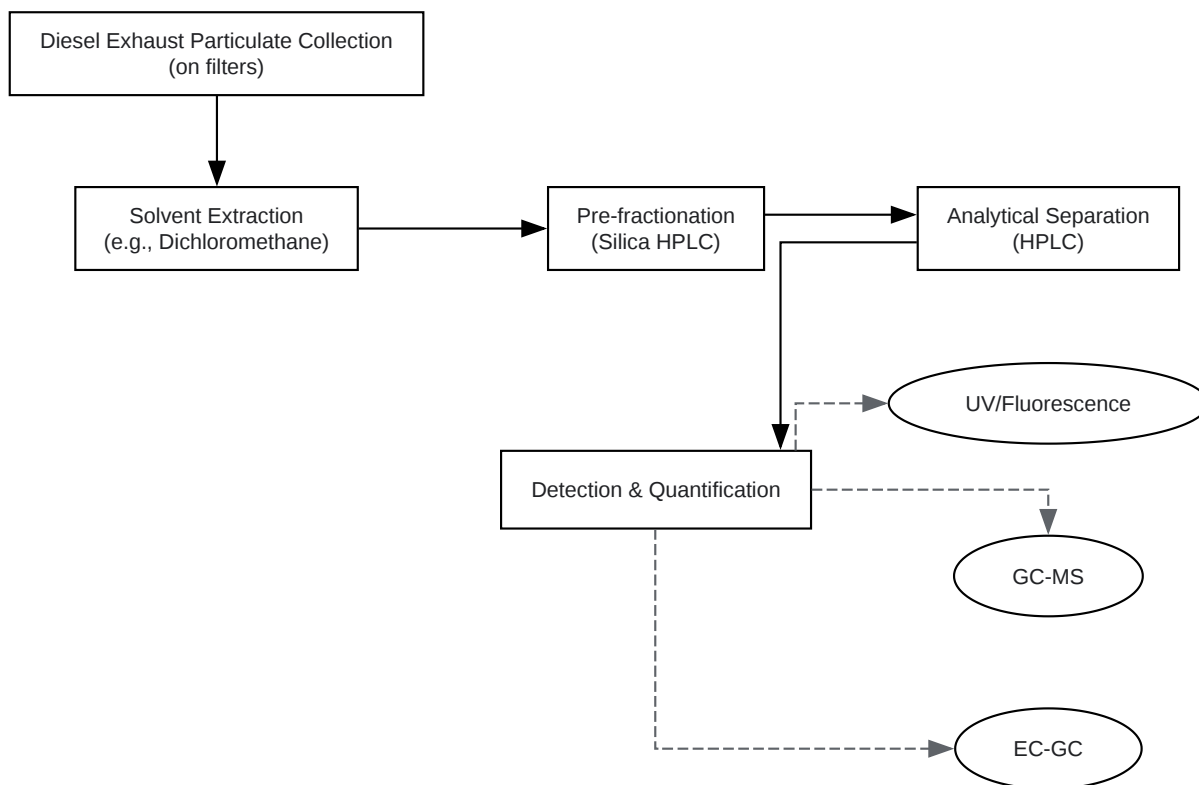 Diesel Exhaust Particulate Collection
(on filters)
Solvent Extraction
(e.g., Dichloromethane)
Pre-fractionation
(Silica HPLC)
Analytical Separation
(HPLC)
UV/Fluorescence
Detection & Quantification
GC-MS
EC-GC